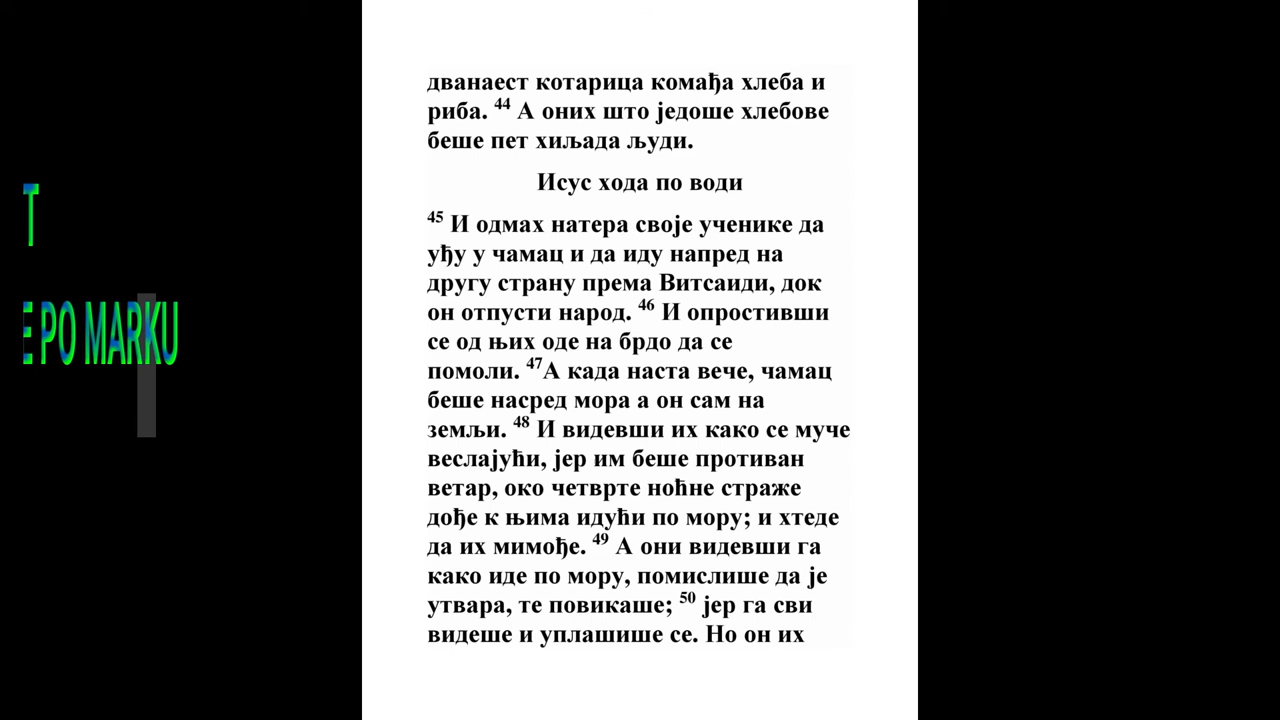 T
E PO MARKU
дванаест котарица комађа хлеба и
риба. 44 А оних што једоше хлебове
беше пет хиљада људи.
Исус хода по води
45 И одмах натера своје ученике да
уђу у чамац и да иду напред на
другу страну према Витсаиди, док
он отпусти народ. 46 И опростивши
се од њих оде на брдо да се
помоли. 47А када наста вече, чамац
беше насред мора а он сам на
земљи. 48 И видевши их како се муче
веслајући, јер им беше противан
ветар, око четврте ноћне страже
дође к њима идући по мору; и хтеде
да их мимође. 49 А они видевши га
како иде по мору, помислише да је
утвара, те повикаше; 50 јер га сви
видеше и уплашише се. Но он их